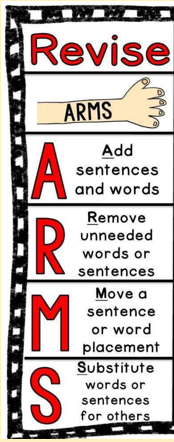 Revise
ARMS
A
Add
sentences
and words
R
Remove
unneeded
words or
sentences
M
Move a
sentence
or word
placement
S
Substitute
words or
sentences
for others